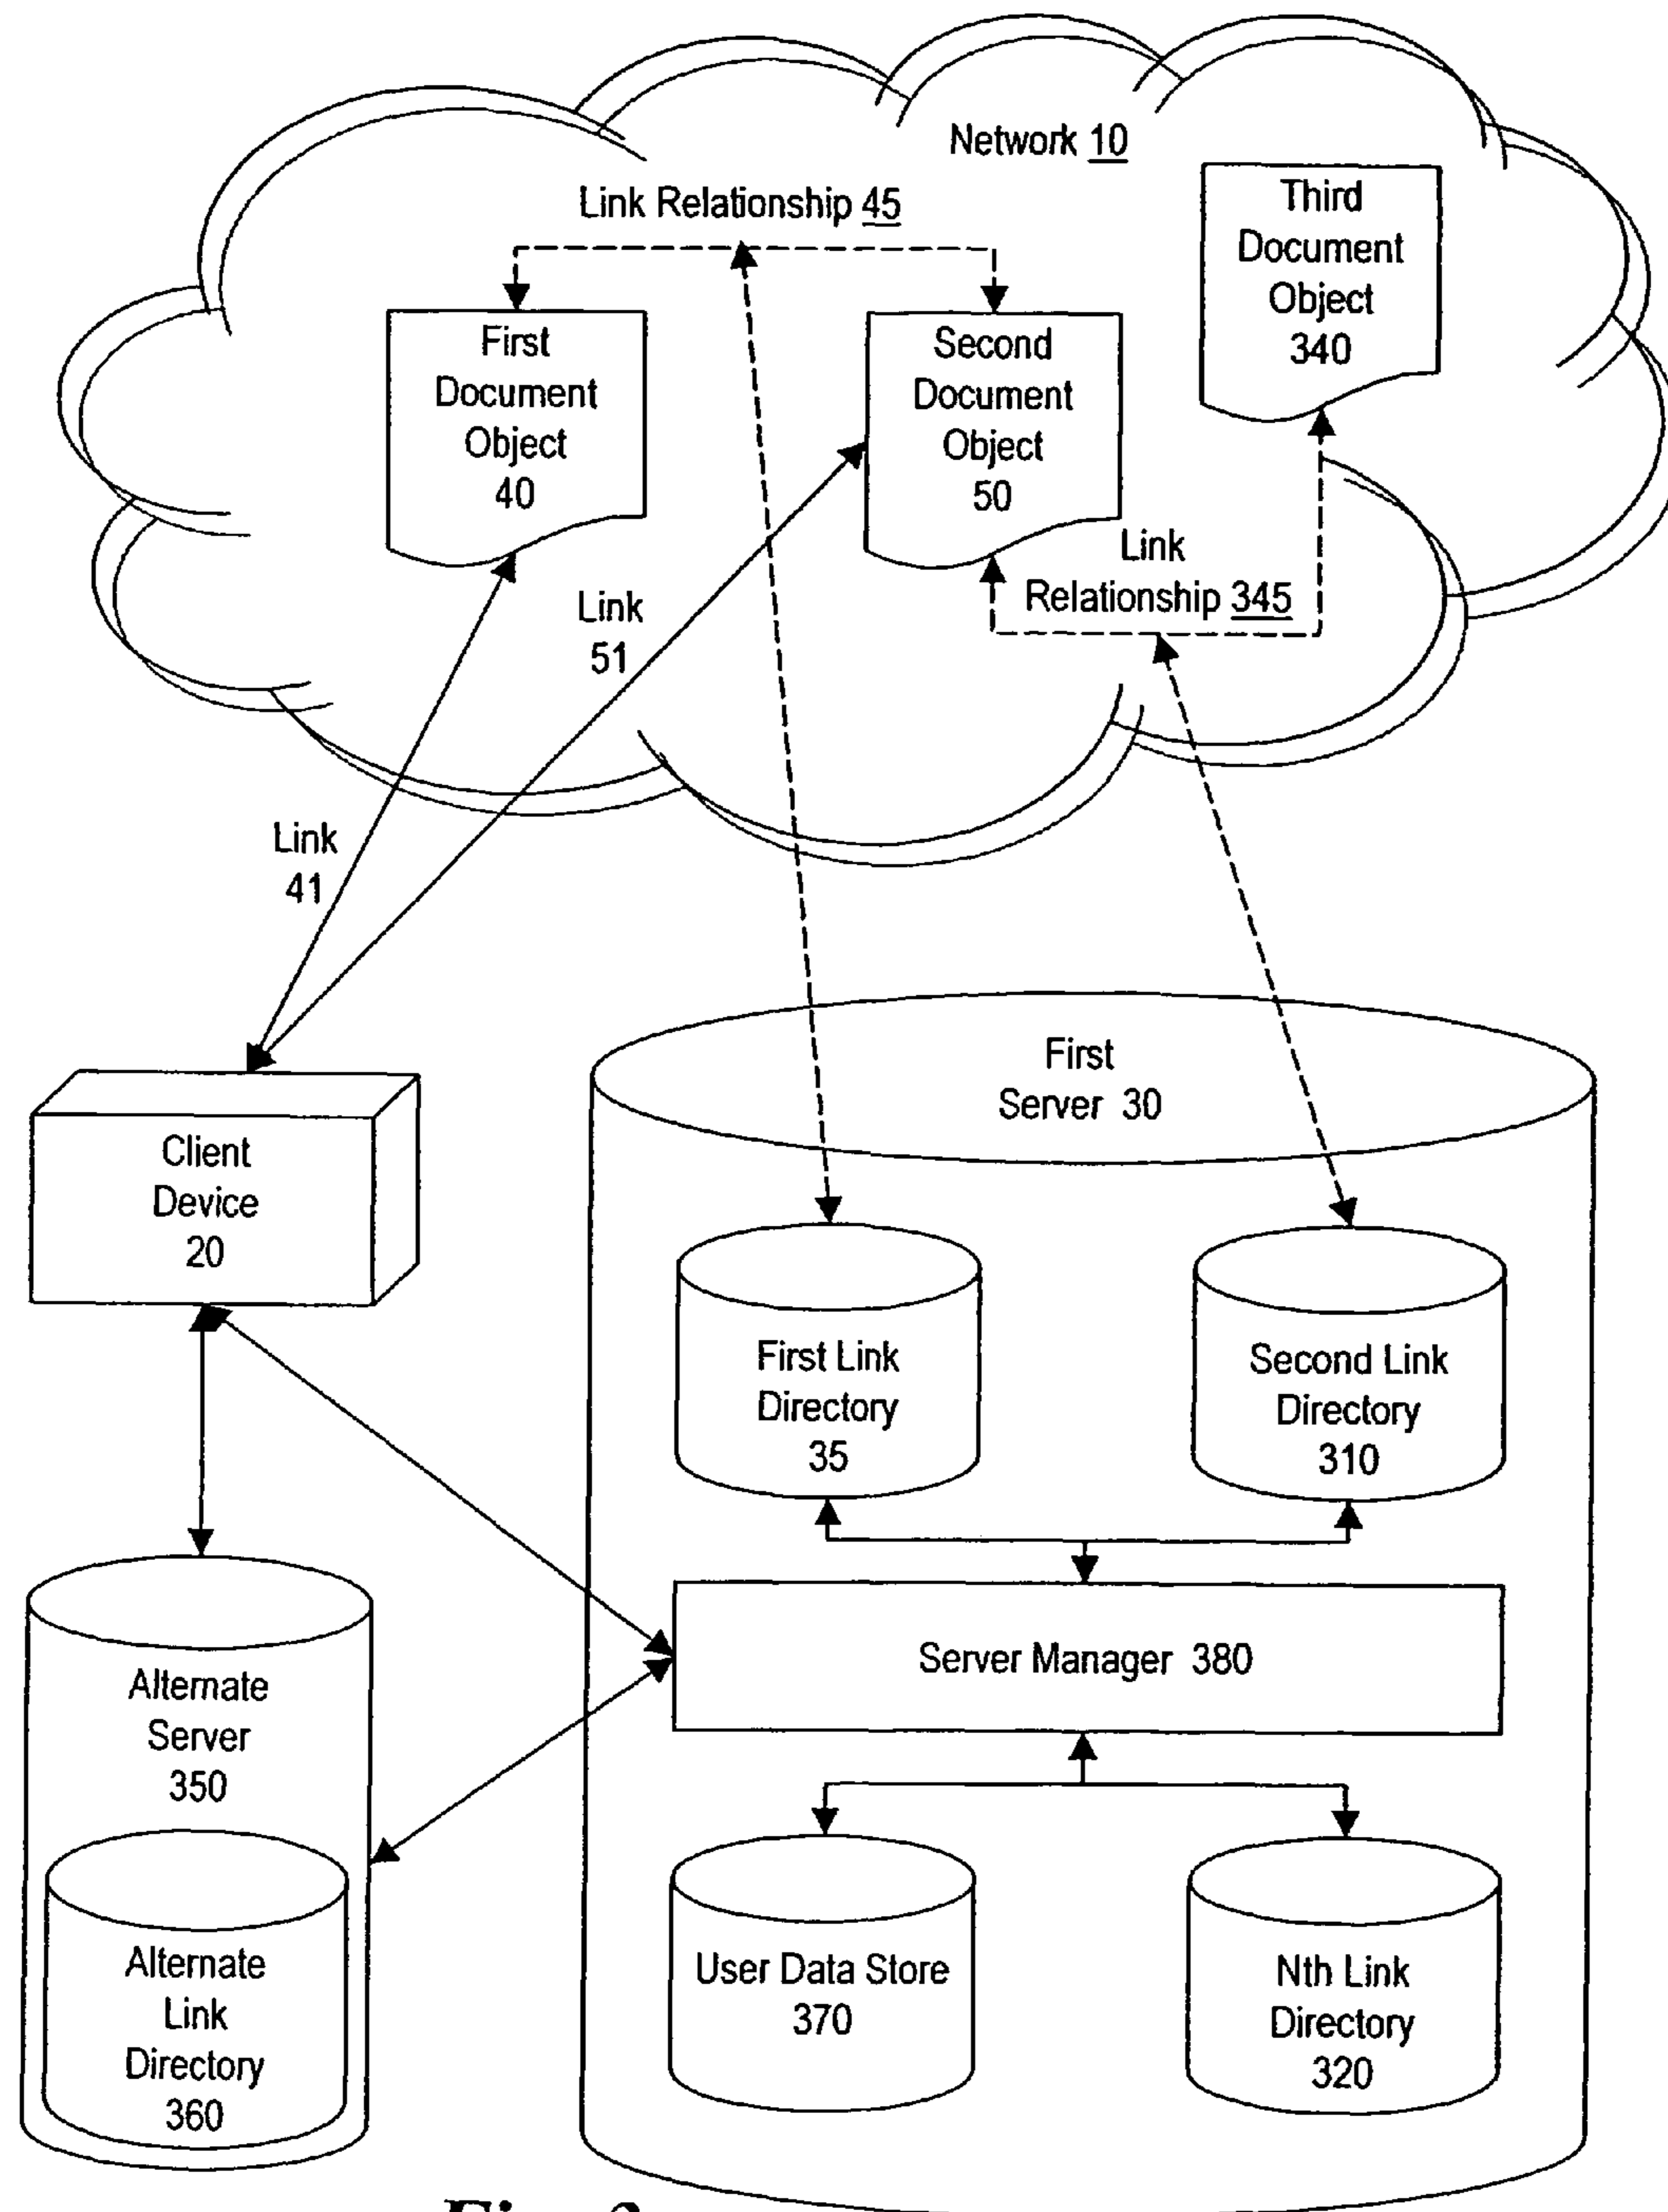 Network 10
Link Relationship 45
Third
Document
Object
340
First
Document
Object
40
Second
Document
Object
50
Link
Relationship 345
Link
51
Link
41
First
Server 30
Client
Device
20
First Link
Directory
35
Second Link
Directory
310
Server Manager 380
Alternate
Server
350
Alternate
Link
Directory
360
User Data Store
370
Nth Link
Directory
320